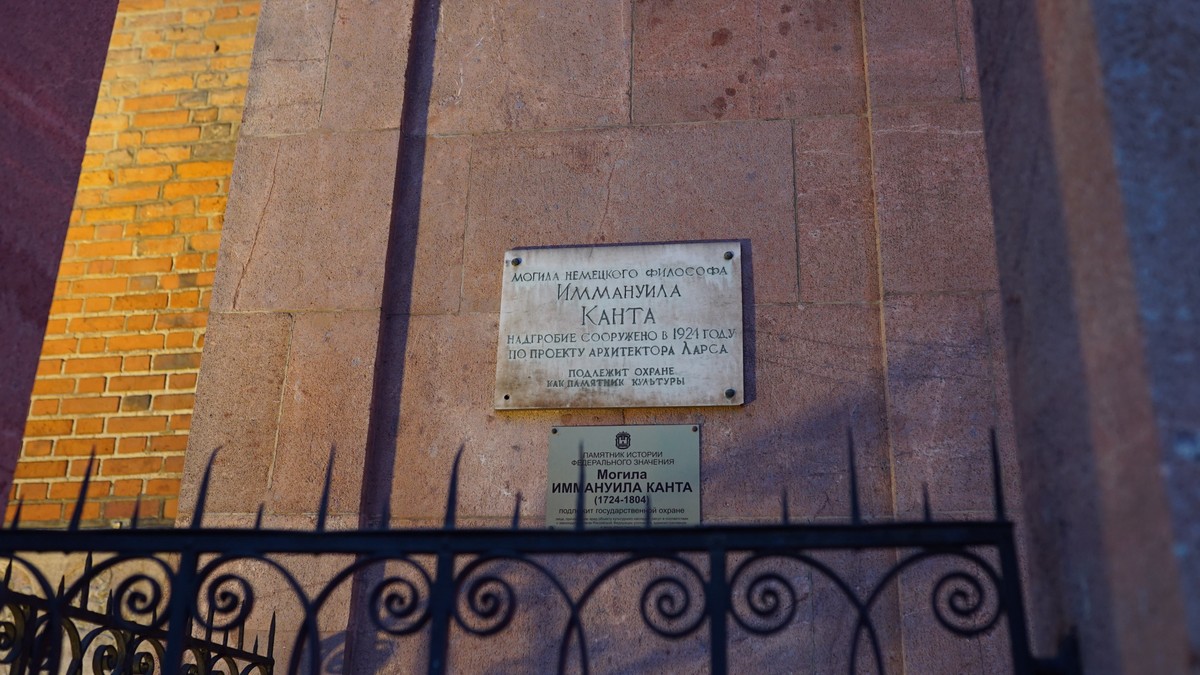 МОГИЛА НЕМЕЦКОГО ФИЛОСОФА
ИММАНУИЛА
КАНТА
НАДГРОБИЕ СООРУЖЕНО В 1924 ГОДУ
ПО ПРОЕКТУ АРХИТЕКТОРА ЛАРСА
ПОДЛЕЖИТ ОХРАНЕ
КАК ПАМЯТНИК КУЛЬТУРЫ
ПАМЯТНИК ИСТОРИИ
ФЕДЕРАЛЬНОГО ЗНАЧЕНИЯ
Могила
ИММАНУИЛА КАНТА
(1724-1804)
подлежит государственной охране